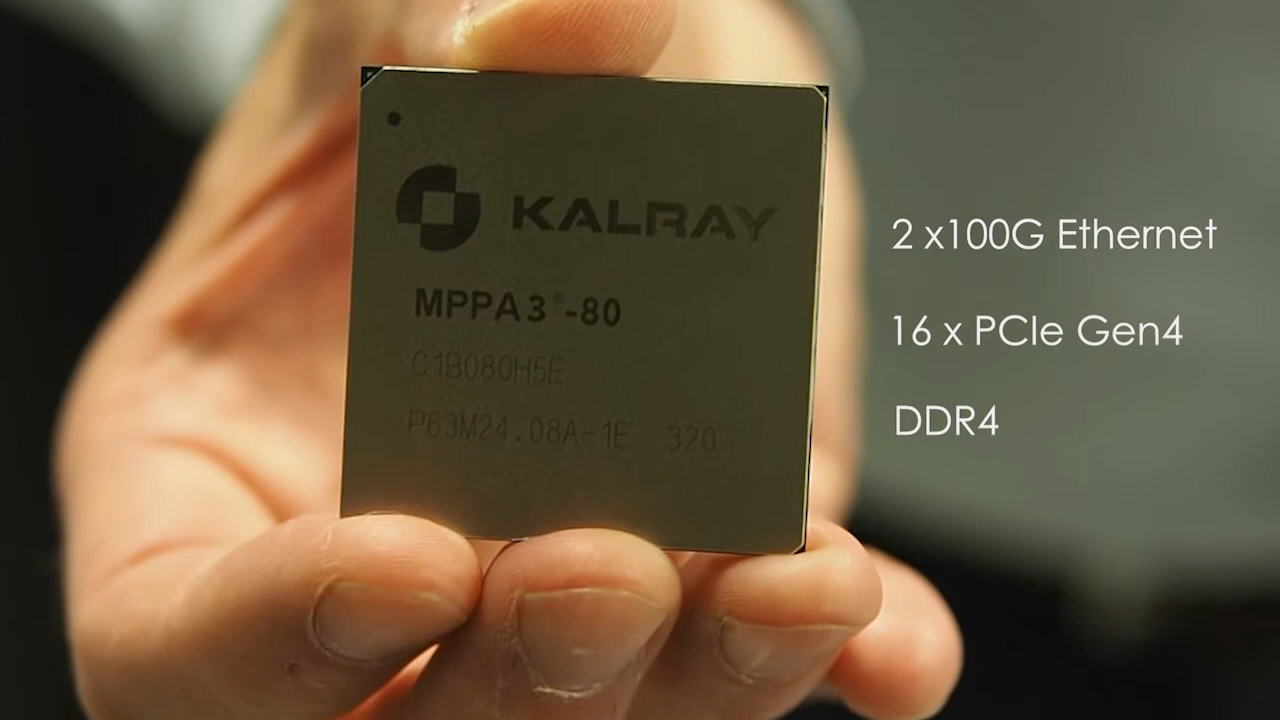 KALRAY
MPPA3®-80
C1B080H5E
P63M24.08A-1E 320
2 x100G Ethernet
16 x PCIe Gen4
DDR4